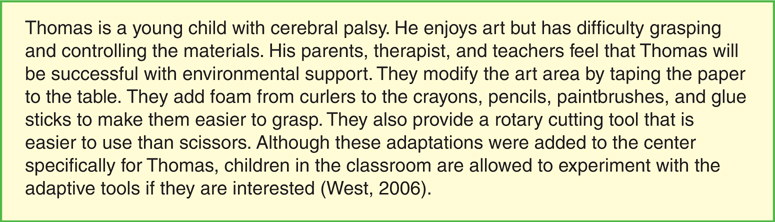 Thomas is a young child with cerebral palsy. He enjoys art but has difficulty grasping
and controlling the materials. His parents, therapist, and teachers feel that Thomas will
be successful with environmental support. They modify the art area by taping the paper
to the table. They add foam from curlers to the crayons, pencils, paintbrushes, and glue
sticks to make them easier to grasp. They also provide a rotary cutting tool that is
easier to use than scissors. Although these adaptations were added to the center
specifically for Thomas, children in the classroom are allowed to experiment with the
adaptive tools if they are interested (West, 2006).